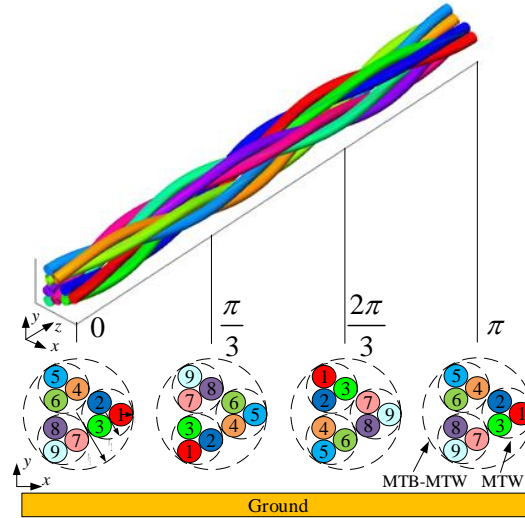 y z x
0
π/3
2π/3
π
5 4 6 2 1 3 8 7 9
9 8 7 6 5 4 3 2 1
1 3 2 7 9 8 4 6 5
5 4 6 2 1 3 8 7 9
MTB-MTW MTW
y
x
Ground